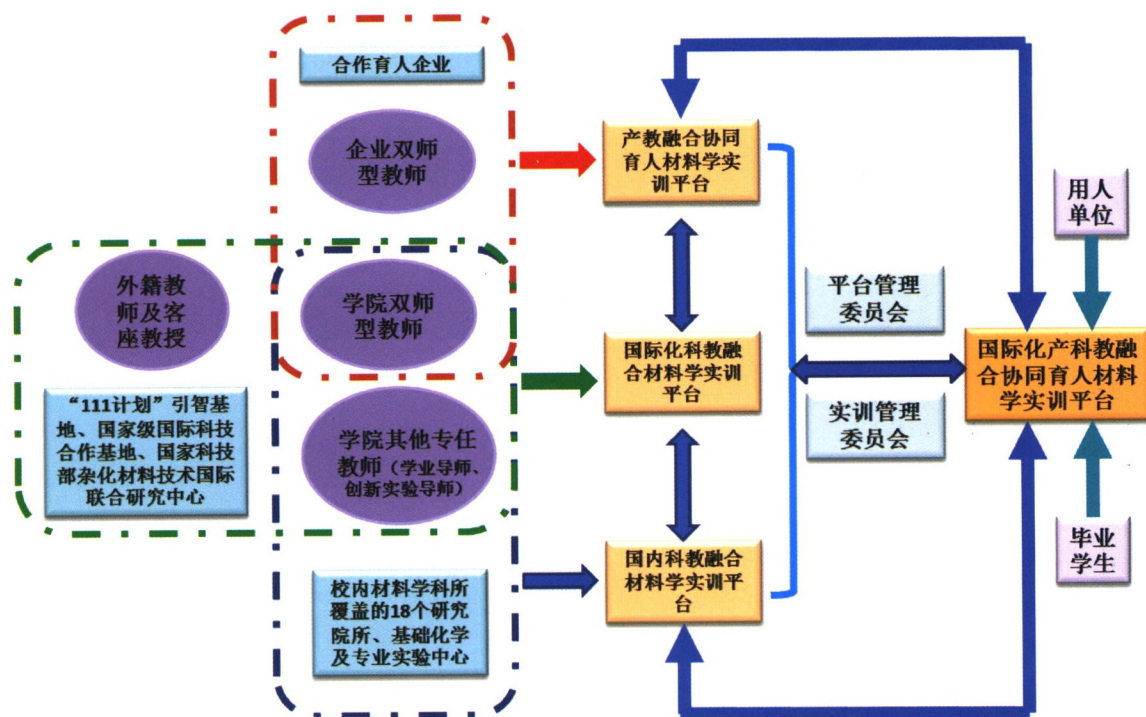 合作育人企业
企业双师
型教师
外籍教
师及客
座教授
学院双师
型教师
“111计划”引智基
地、国家级国际科技
合作基地、国家科技
部杂化材料技术国际
联合研究中心
学院其他专任
教师（学业导师、
创新实验导师）
校内材料学科所
覆盖的18个研究
院所、基础化学
及专业实验中心
产教融合协同
育人材料学实
训平台
国际化科教融
合材料学实训
平台
国内科教融合
材料学实训平
台
平台管理
委员会
实训管理
委员会
用人
单位
国际化产科教融
合协同育人材料
学实训平台
毕业
学生